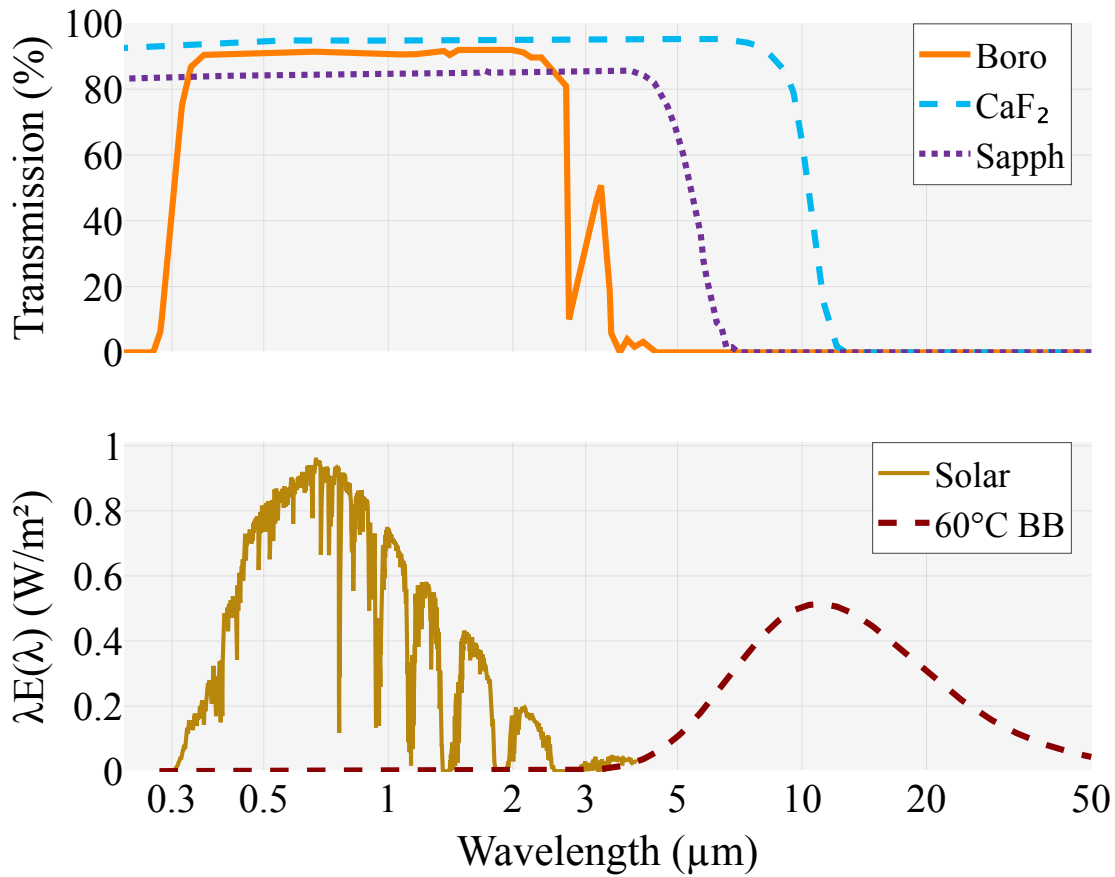 Transmission (%)
100
80
60
40
20
0
Boro
CaF₂
Sapph
λE(λ) (W/m²)
1
0.8
0.6
0.4
0.2
0
Solar
60°C BB
0.3 0.5 1 2 3 5 10 20 50
Wavelength (µm)